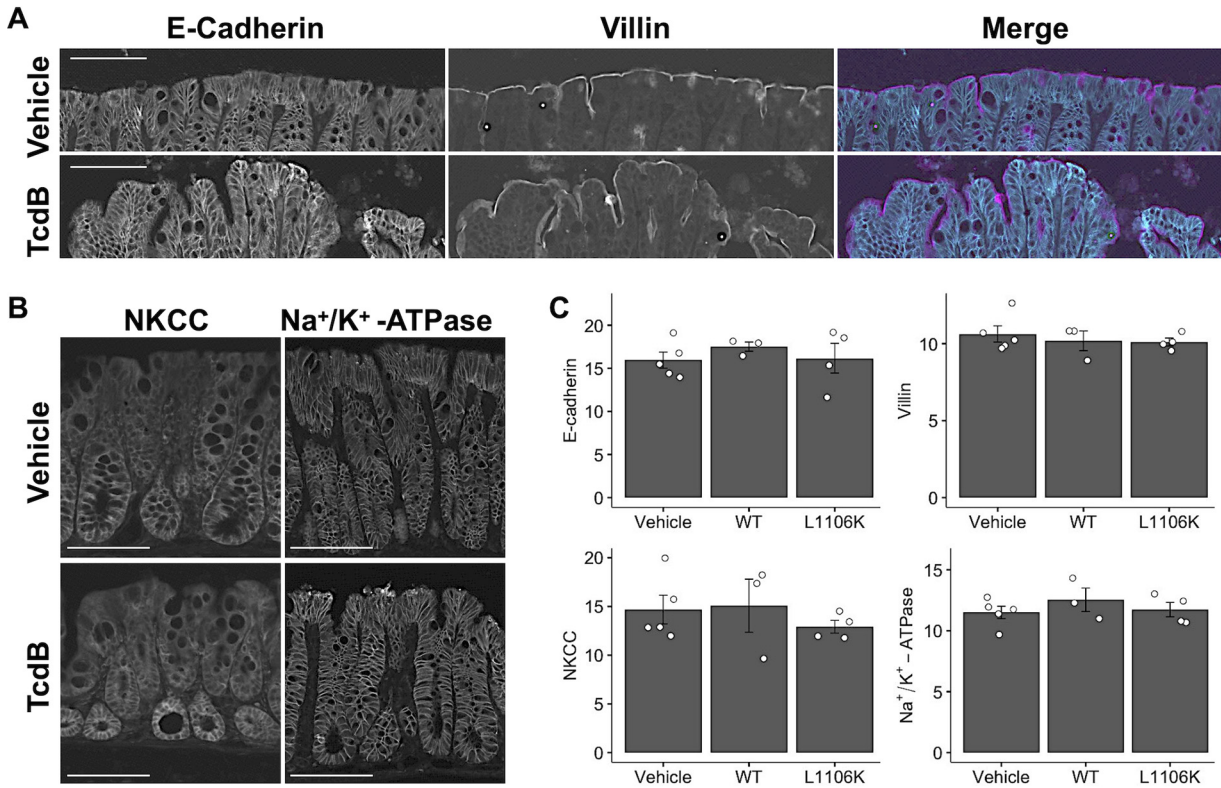 A
E-Cadherin Villin Merge
Vehicle
TcdB
B
NKCC Na⁺/K⁺ -ATPase
Vehicle
TcdB
C
E-cadherin
20
15
10
5
0
Vehicle WT L1106K
Villin
10
5
0
Vehicle WT L1106K
NKCC
20
15
10
5
0
Vehicle WT L1106K
Na⁺/K⁺ – ATPase
15
10
5
0
Vehicle WT L1106K